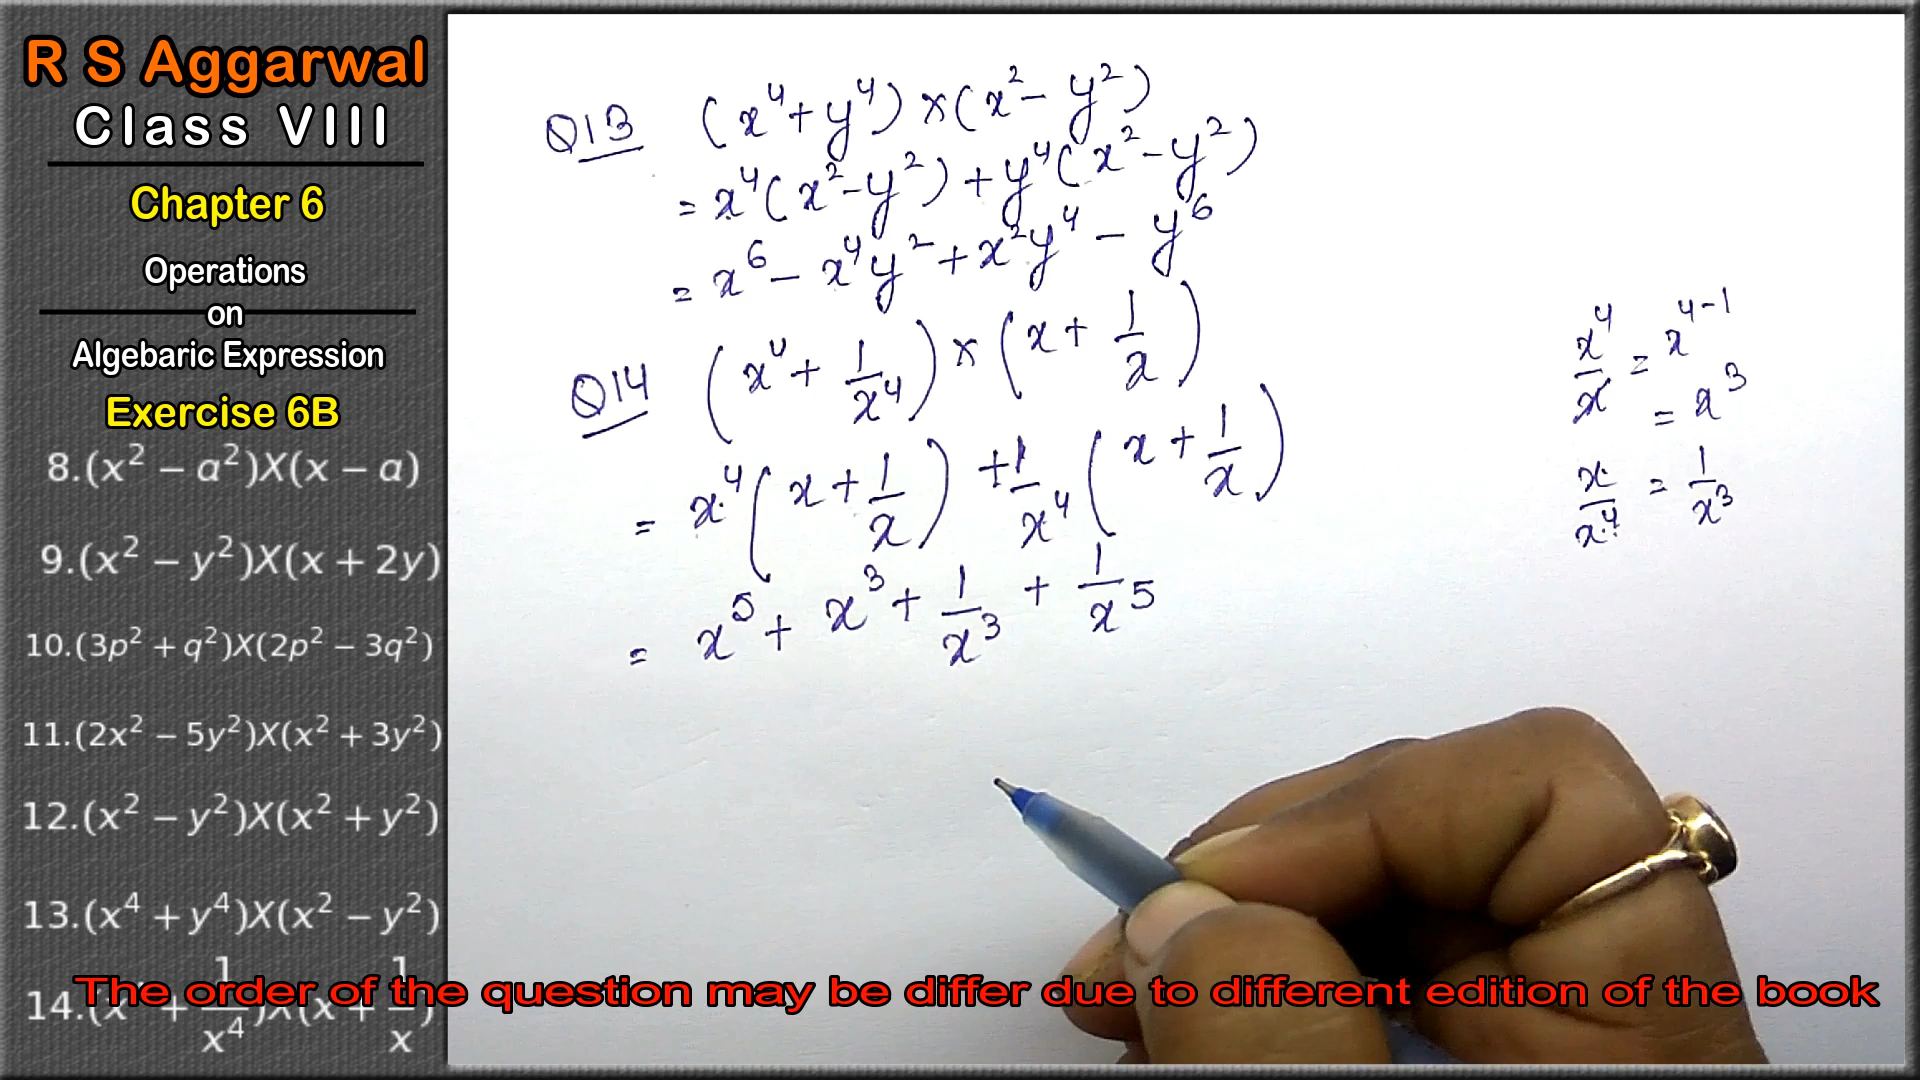 R S Aggarwal
Class VIII
Chapter 6
Operations
on
Algebaric Expression
Exercise 6B
8.(x² − a²)X(x − a)
9.(x² − y²)X(x + 2y)
10.(3p² + q²)X(2p² − 3q²)
11.(2x² − 5y²)X(x² + 3y²)
12.(x² − y²)X(x² + y²)
13.(x⁴ + y⁴)X(x² − y²)
14.(x⁴ + 1/x⁴)X(x + 1/x)
Q13 (x⁴ + y⁴) × (x² − y²)
= x⁴(x² − y²) + y⁴(x² − y²)
= x⁶ − x⁴y² + x²y⁴ − y⁶
Q14 (x⁴ + 1/x⁴) × (x + 1/x)
= x⁴(x + 1/x) + 1/x⁴(x + 1/x)
= x⁵ + x³ + 1/x³ + 1/x⁵
x⁴/x = x⁴⁻¹
= x³
x/x⁴ = 1/x³
The order of the question may be differ due to different edition of the book